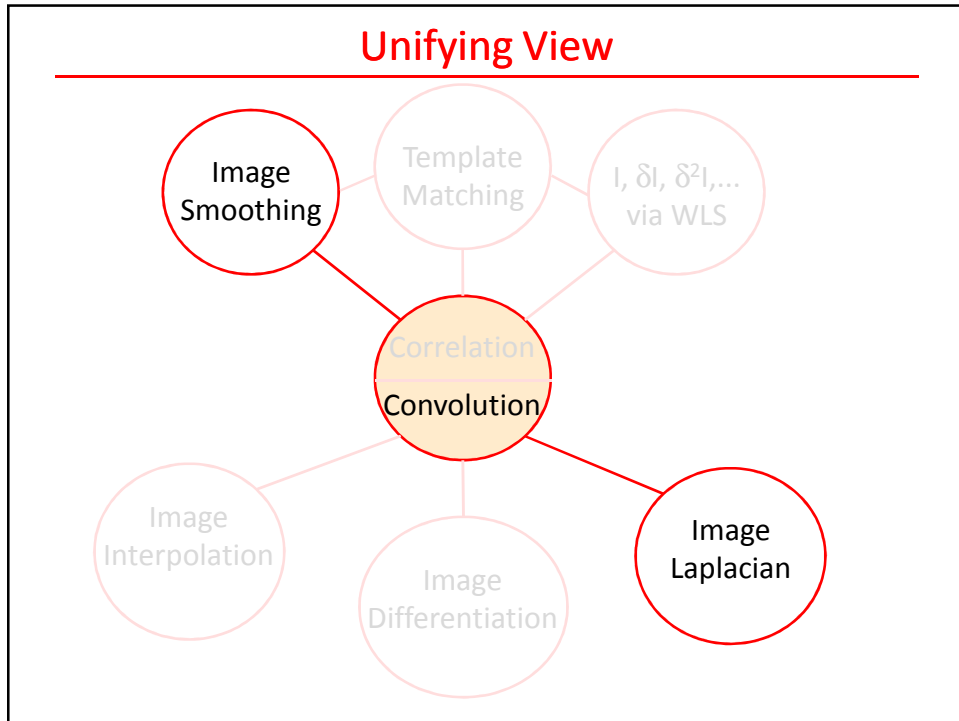 Unifying View
Image
Smoothing
Template
Matching
I, δI, δ²I,...
via WLS
Correlation
Convolution
Image
Interpolation
Image
Differentiation
Image
Laplacian